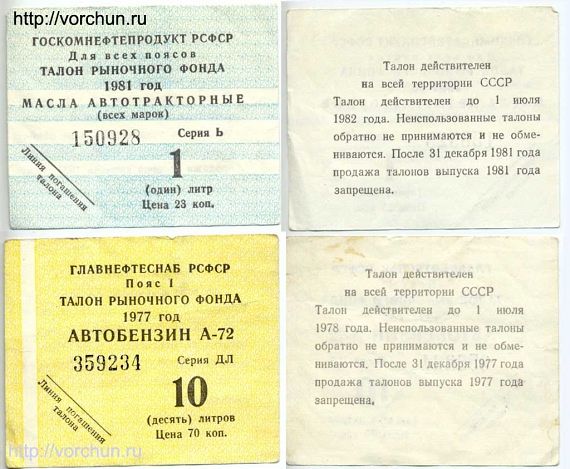 http://vorchun.ru
ГОСКОМНЕФТЕПРОДУКТ РСФСР
Для всех поясов
ТАЛОН РЫНОЧНОГО ФОНДА
1981 год
МАСЛА АВТОТРАКТОРНЫЕ
(всех марок)
150928 Серия Ь
Линия погашения
талона
1
(один) литр
Цена 23 коп.
Талон действителен
на всей территории СССР
Талон действителен до 1 июля
1982 года. Неиспользованные талоны
обратно не принимаются и не обме-
ниваются. После 31 декабря 1981 года
продажа талонов выпуска 1981 года
запрещена.
ГЛАВНЕФТЕСНАБ РСФСР
Пояс I
ТАЛОН РЫНОЧНОГО ФОНДА
1977 год
АВТОБЕНЗИН А-72
359234 Серия ДЛ
Линия погашения
талона
10
(десять) литров
Цена 70 коп.
http://vorchun.ru
Талон действителен
на всей территории СССР
Талон действителен до 1 июля
1978 года. Неиспользованные талоны
обратно не принимаются и не обме-
ниваются. После 31 декабря 1977 года
продажа талонов выпуска 1977 года
запрещена.